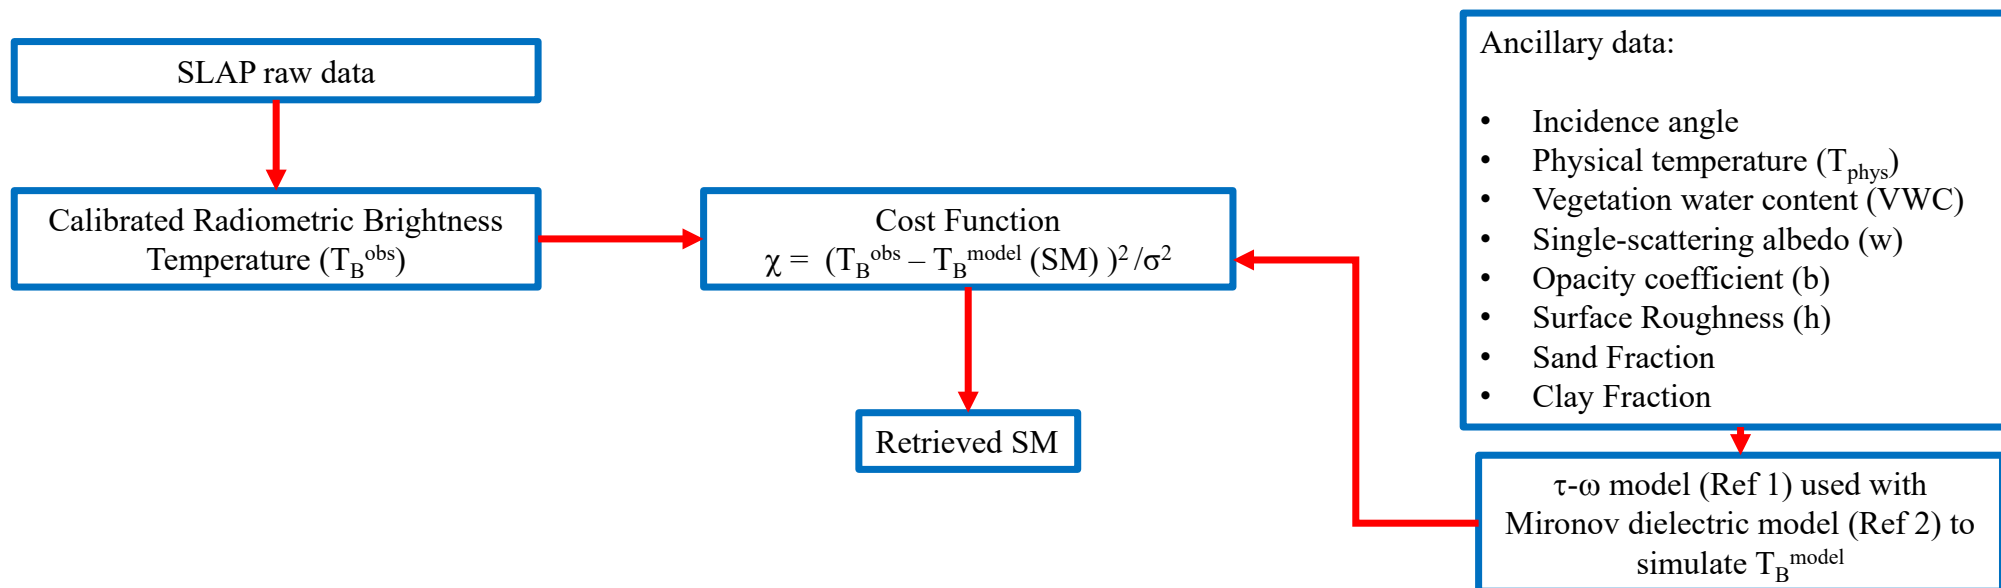 SLAP raw data
Calibrated Radiometric Brightness
Temperature (T_B^obs)
Cost Function
χ = (T_B^obs – T_B^model (SM) )^2 /σ^2
Retrieved SM
Ancillary data:
• Incidence angle
• Physical temperature (T_phys)
• Vegetation water content (VWC)
• Single-scattering albedo (w)
• Opacity coefficient (b)
• Surface Roughness (h)
• Sand Fraction
• Clay Fraction
τ-ω model (Ref 1) used with
Mironov dielectric model (Ref 2) to
simulate T_B^model